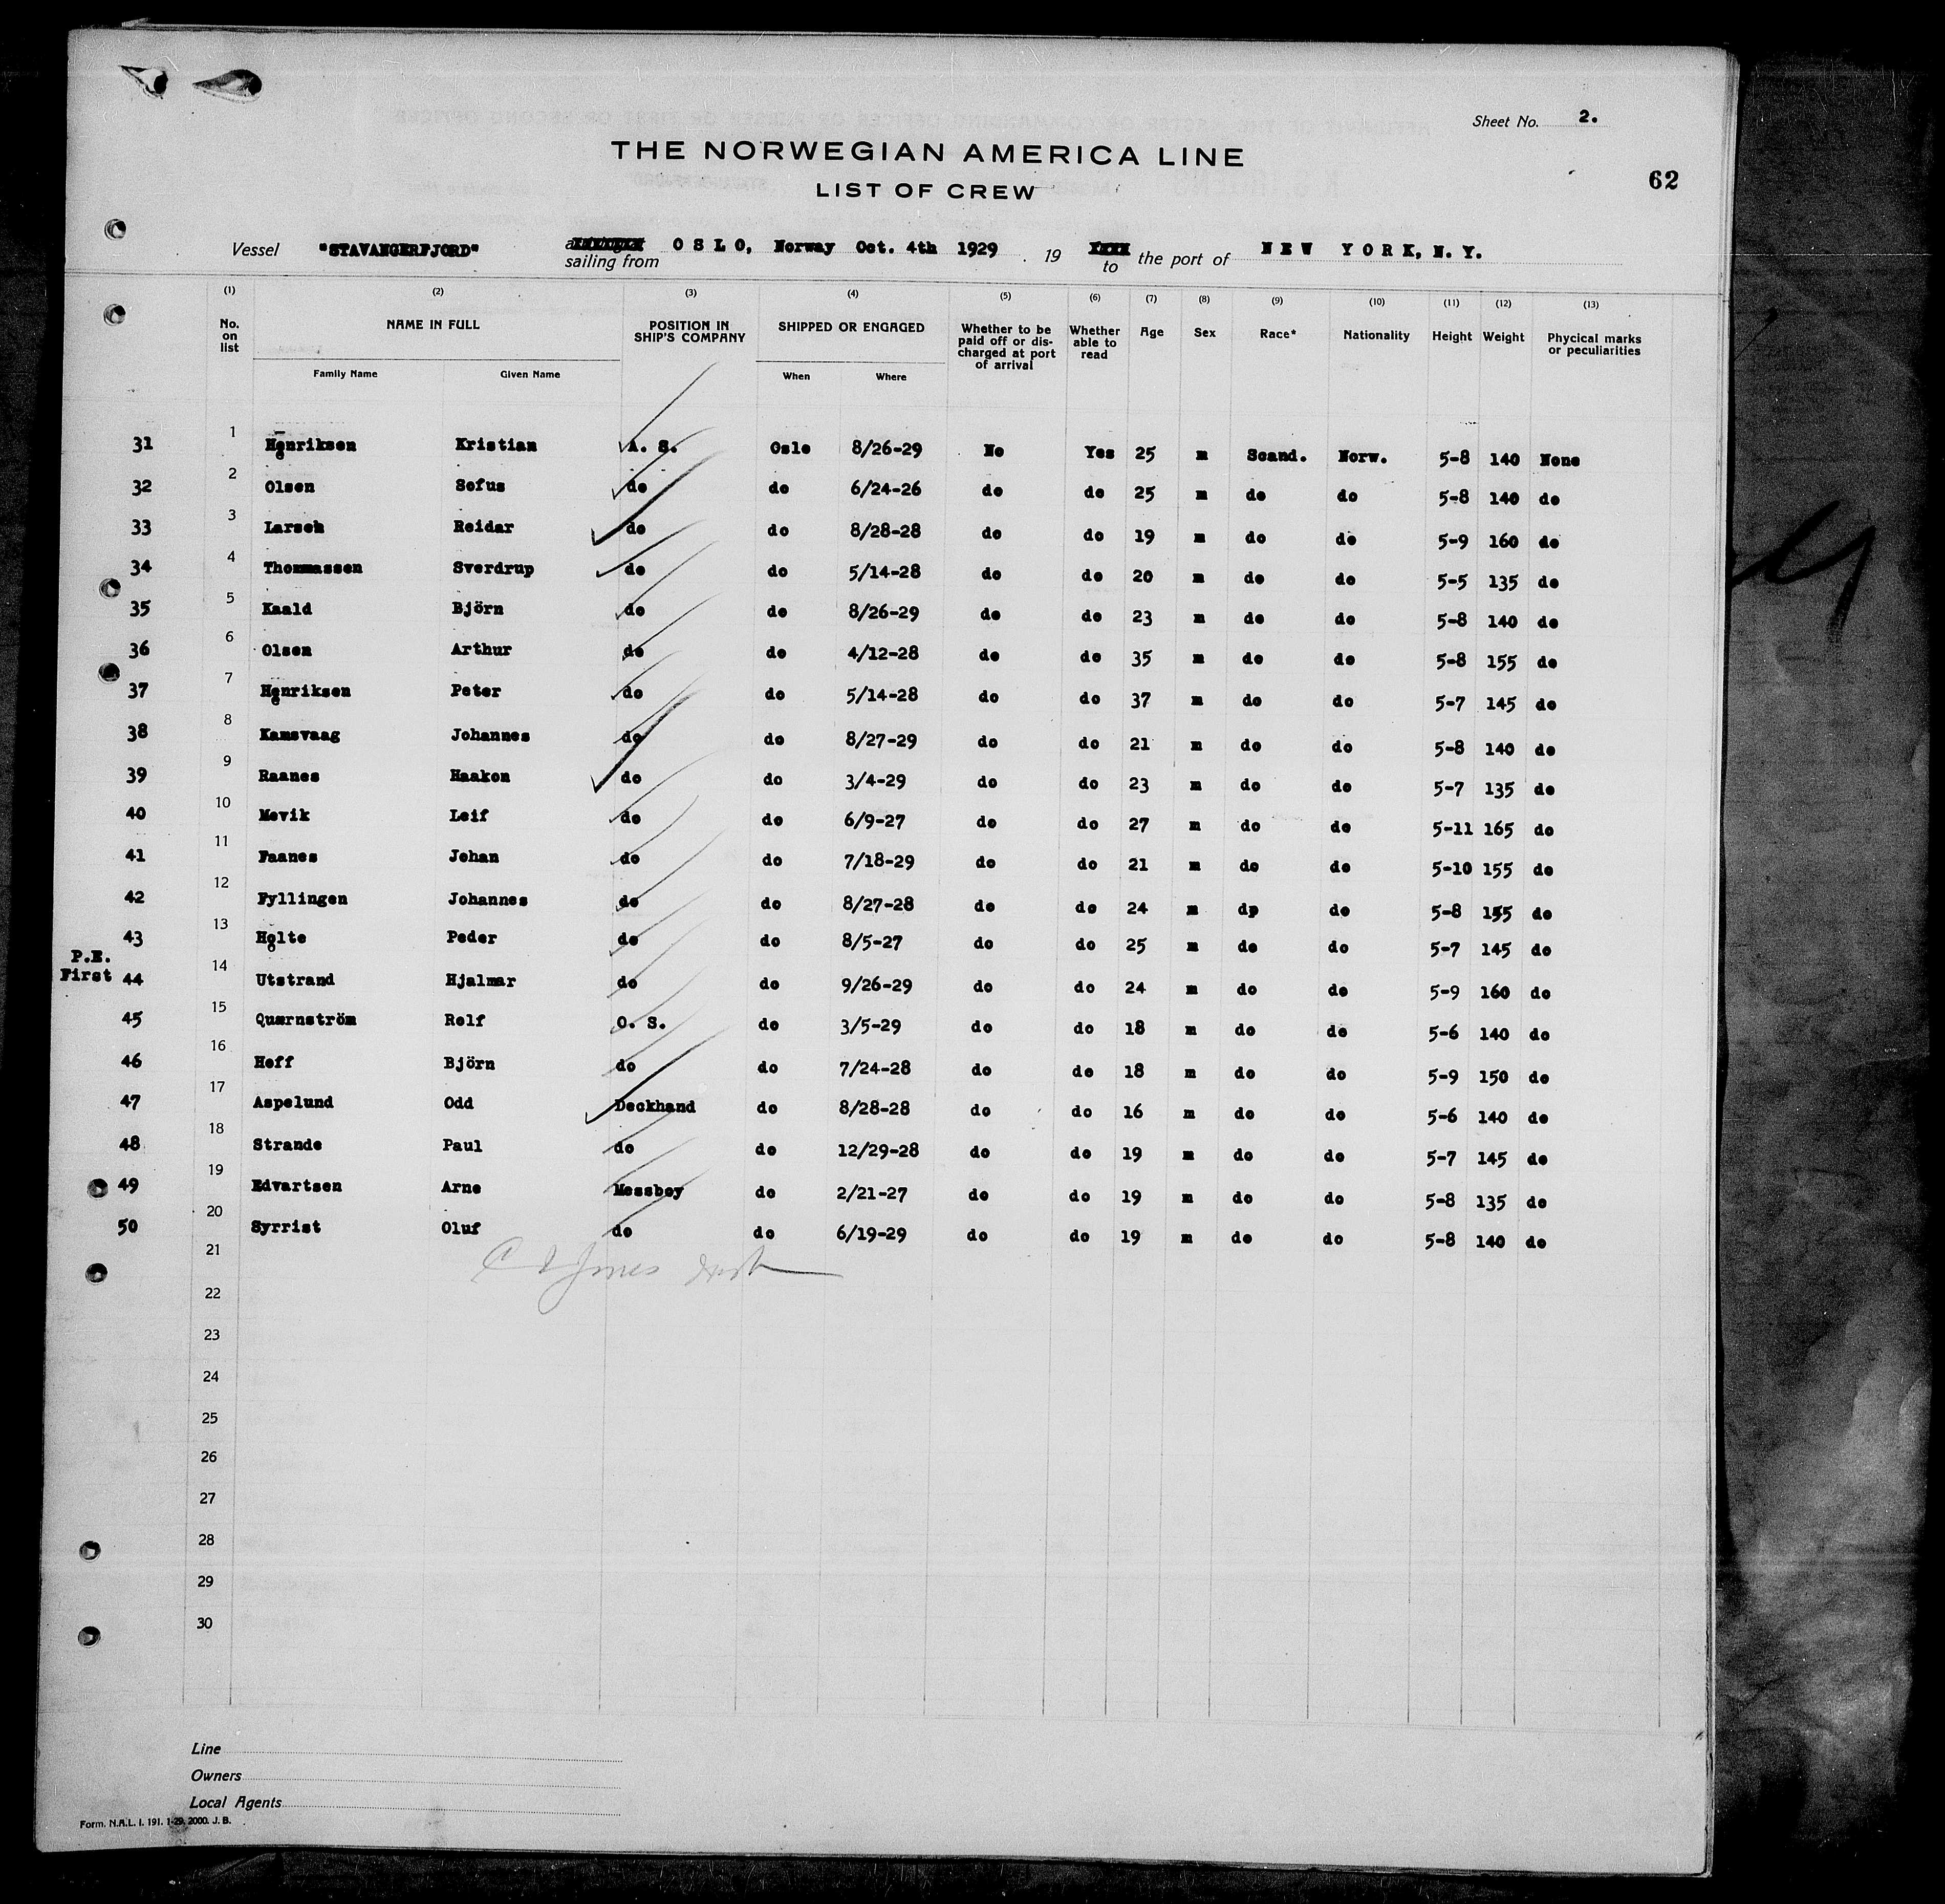 Sheet No. 2.
THE NORWEGIAN AMERICA LINE
62
LIST OF CREW
Vessel "STAVANGERFJORD" sailing from OSLO, Norway Oct. 4th 1929 19 to the port of NEW YORK, N. Y.
(1) (2) (3) (4) (5) (6) (7) (8) (9) (10) (11) (12) (13)
No. on list NAME IN FULL POSITION IN SHIP'S COMPANY SHIPPED OR ENGAGED Whether to be paid off or discharged at port of arrival Whether able to read Age Sex Race* Nationality Height Weight Phycical marks or peculiarities
Family Name Given Name When Where
31 1 Henriksen Kristian A. S. Oslo 8/26-29 No Yes 25 m Scand. Norw. 5-8 140 None
32 2 Olsen Sofus do do 6/24-26 do do 25 m do do 5-8 140 do
33 3 Larsen Reidar do do 8/28-28 do do 19 m do do 5-9 160 do
34 4 Thommassen Sverdrup do do 5/14-28 do do 20 m do do 5-5 135 do
35 5 Kaald Björn do do 8/26-29 do do 23 m do do 5-8 140 do
36 6 Olsen Arthur do do 4/12-28 do do 35 m do do 5-8 155 do
37 7 Henriksen Peter do do 5/14-28 do do 37 m do do 5-7 145 do
38 8 Kamsvaag Johannes do do 8/27-29 do do 21 m do do 5-8 140 do
39 9 Raanes Haakon do do 3/4-29 do do 23 m do do 5-7 135 do
40 10 Mevik Leif do do 6/9-27 do do 27 m do do 5-11 165 do
41 11 Faanes Johan do do 7/18-29 do do 21 m do do 5-10 155 do
42 12 Fyllingen Johannes do do 8/27-28 do do 24 m dp do 5-8 155 do
43 13 Holte Peder do do 8/5-27 do do 25 m do do 5-7 145 do
P.E.
First 44 14 Utstrand Hjalmar do do 9/26-29 do do 24 m do do 5-9 160 do
45 15 Quærnström Rolf O. S. do 3/5-29 do do 18 m do do 5-6 140 do
46 16 Hoff Björn do do 7/24-28 do do 18 m do do 5-9 150 do
47 17 Aspelund Odd Deckhand do 8/28-28 do do 16 m do do 5-6 140 do
48 18 Strande Paul do do 12/29-28 do do 19 m do do 5-7 145 do
49 19 Edvartsen Arne Messboy do 2/21-27 do do 19 m do do 5-8 135 do
50 20 Syrrist Oluf do do 6/19-29 do do 19 m do do 5-8 140 do
21
22
23
24
25
26
27
28
29
30
Line
Owners
Local Agents
Form. N.A.L. I. 191. 1-29. 2000. J. B.